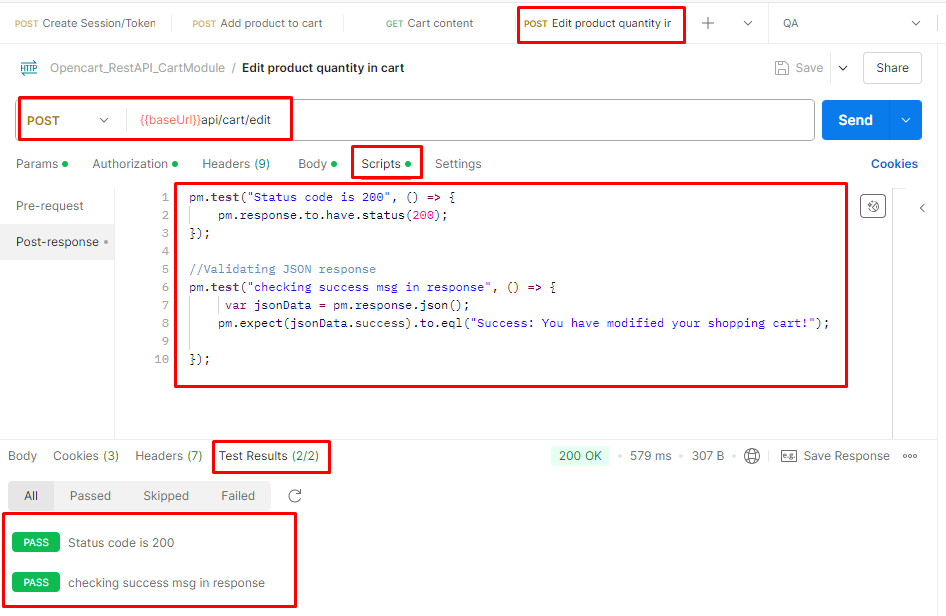 POST Create Session/Token POST Add product to cart GET Cart content POST Edit product quantity ir QA
HTTP Opencart_RestAPI_CartModule / Edit product quantity in cart Save Share
POST {{baseUrl}}api/cart/edit Send
Params Authorization Headers (9) Body Scripts Settings Cookies
Pre-request
Post-response
1 pm.test("Status code is 200", () => {
2 pm.response.to.have.status(200);
3 });
4
5 //Validating JSON response
6 pm.test("checking success msg in response", () => {
7 var jsonData = pm.response.json();
8 pm.expect(jsonData.success).to.eql("Success: You have modified your shopping cart!");
9
10 });
Body Cookies (3) Headers (7) Test Results (2/2) 200 OK 579 ms 307 B e.g. Save Response
All Passed Skipped Failed
PASS Status code is 200
PASS checking success msg in response